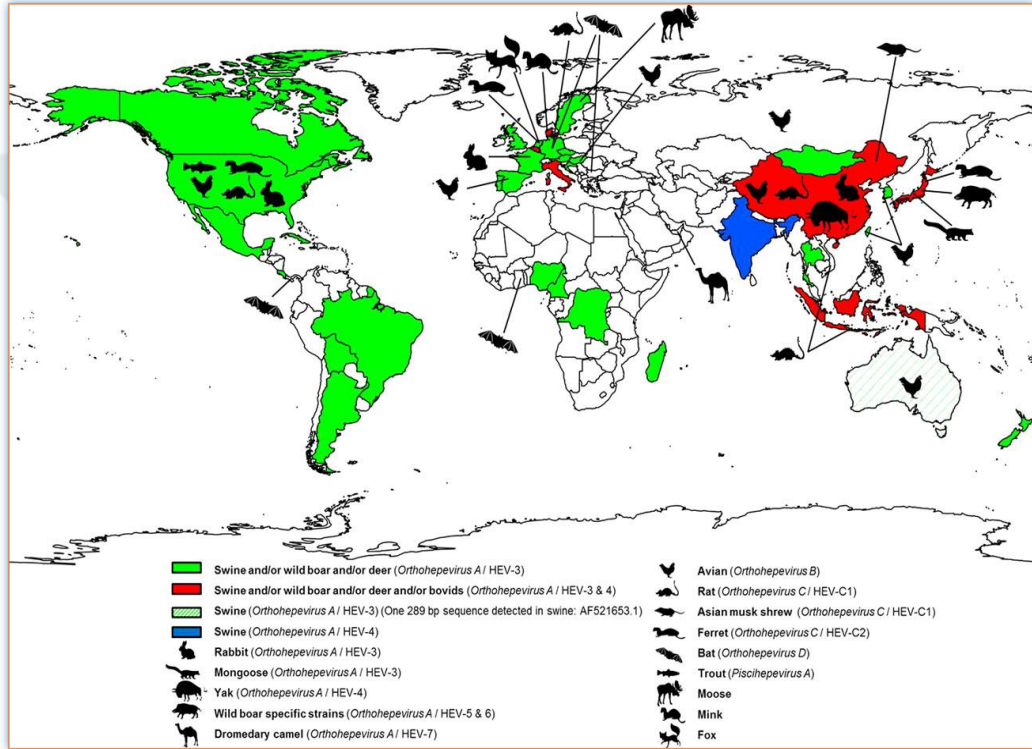 Swine and/or wild boar and/or deer (Orthohepevirus A / HEV-3)
Swine and/or wild boar and/or deer and/or bovids (Orthohepevirus A / HEV-3 & 4)
Swine (Orthohepevirus A / HEV-3) (One 289 bp sequence detected in swine: AF521653.1)
Swine (Orthohepevirus A / HEV-4)
Rabbit (Orthohepevirus A / HEV-3)
Mongoose (Orthohepevirus A / HEV-3)
Yak (Orthohepevirus A / HEV-4)
Wild boar specific strains (Orthohepevirus A / HEV-5 & 6)
Dromedary camel (Orthohepevirus A / HEV-7)
Avian (Orthohepevirus B)
Rat (Orthohepevirus C / HEV-C1)
Asian musk shrew (Orthohepevirus C / HEV-C1)
Ferret (Orthohepevirus C / HEV-C2)
Bat (Orthohepevirus D)
Trout (Piscihepevirus A)
Moose
Mink
Fox